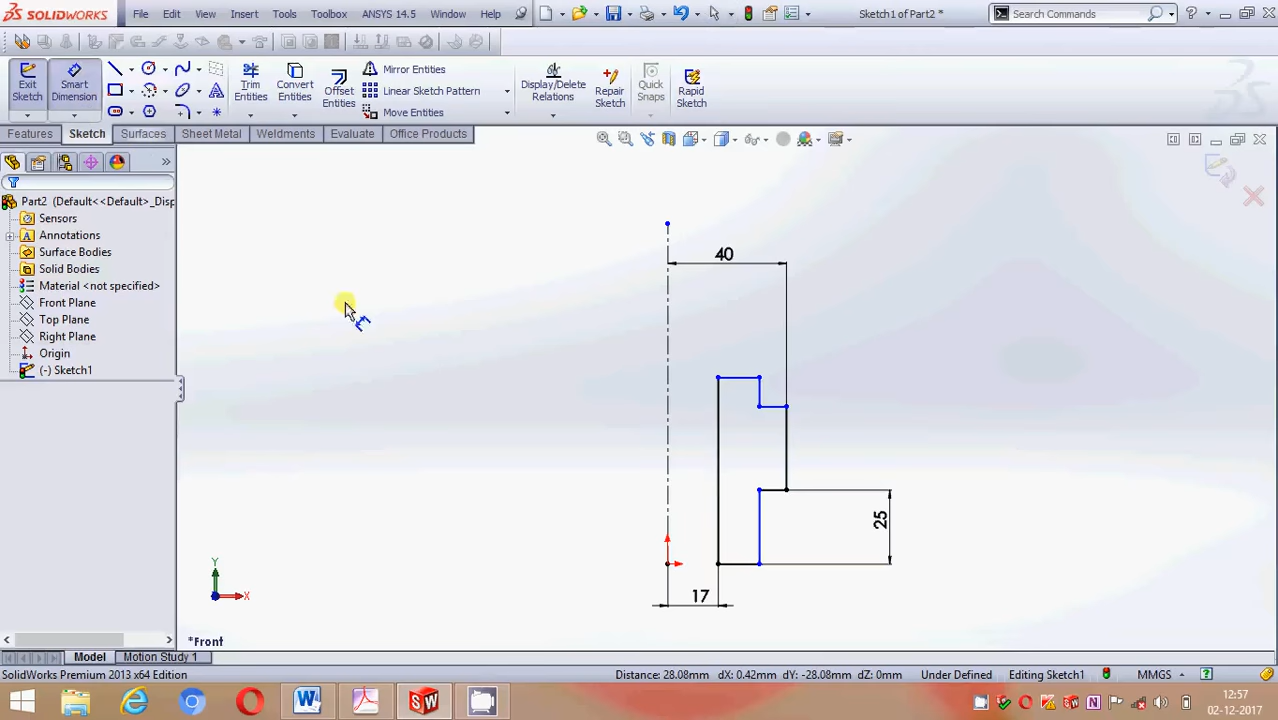 SOLIDWORKS File Edit View Insert Tools Toolbox ANSYS 14.5 Window Help Sketch1 of Part2 * Search Commands ?
Exit Sketch Smart Dimension Trim Entities Convert Entities Offset Entities Mirror Entities Linear Sketch Pattern Move Entities Display/Delete Relations Repair Sketch Quick Snaps Rapid Sketch
Features Sketch Surfaces Sheet Metal Weldments Evaluate Office Products
Part2 (Default<<Default>_Disp
Sensors
Annotations
Surface Bodies
Solid Bodies
Material <not specified>
Front Plane
Top Plane
Right Plane
Origin
(-) Sketch1
40
25
17
Y
X
*Front
Model Motion Study 1
SolidWorks Premium 2013 x64 Edition Distance: 28.08mm dX: 0.42mm dY: -28.08mm dZ: 0mm Under Defined Editing Sketch1 MMGS ?
12:57
02-12-2017